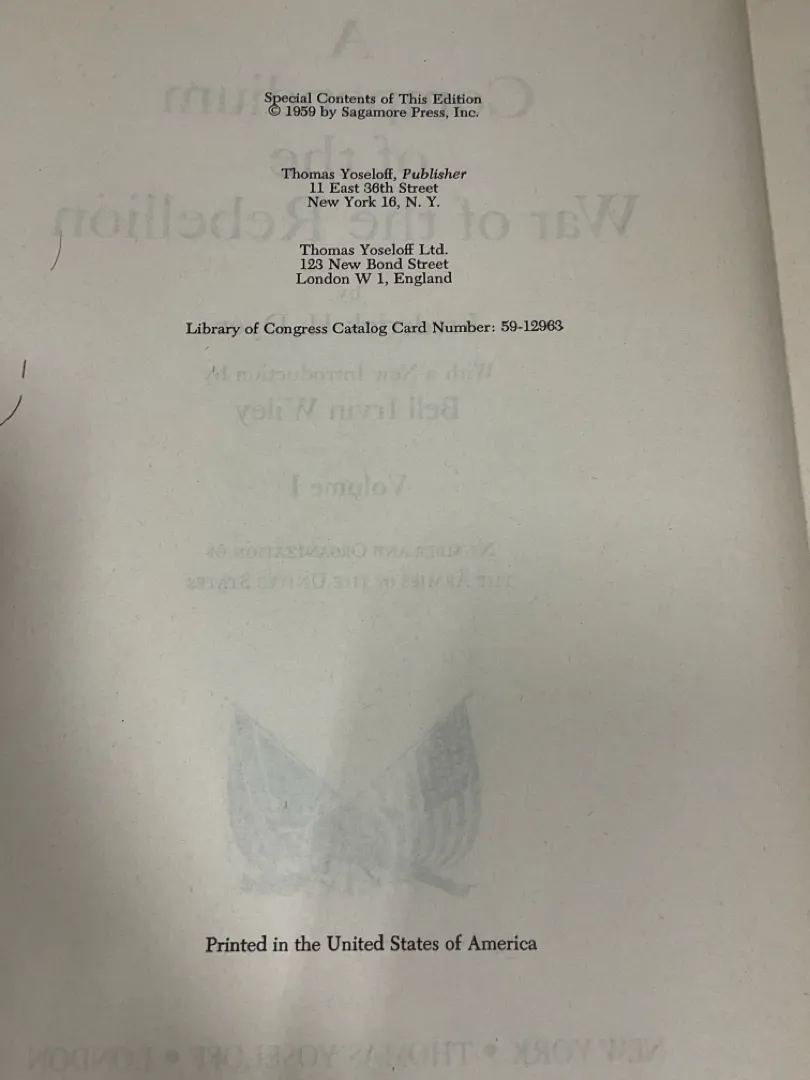 Special Contents of This Edition
© 1959 by Sagamore Press, Inc.
Thomas Yoseloff, Publisher
11 East 36th Street
New York 16, N. Y.
Thomas Yoseloff Ltd.
123 New Bond Street
London W 1, England
Library of Congress Catalog Card Number: 59-12963
Printed in the United States of America